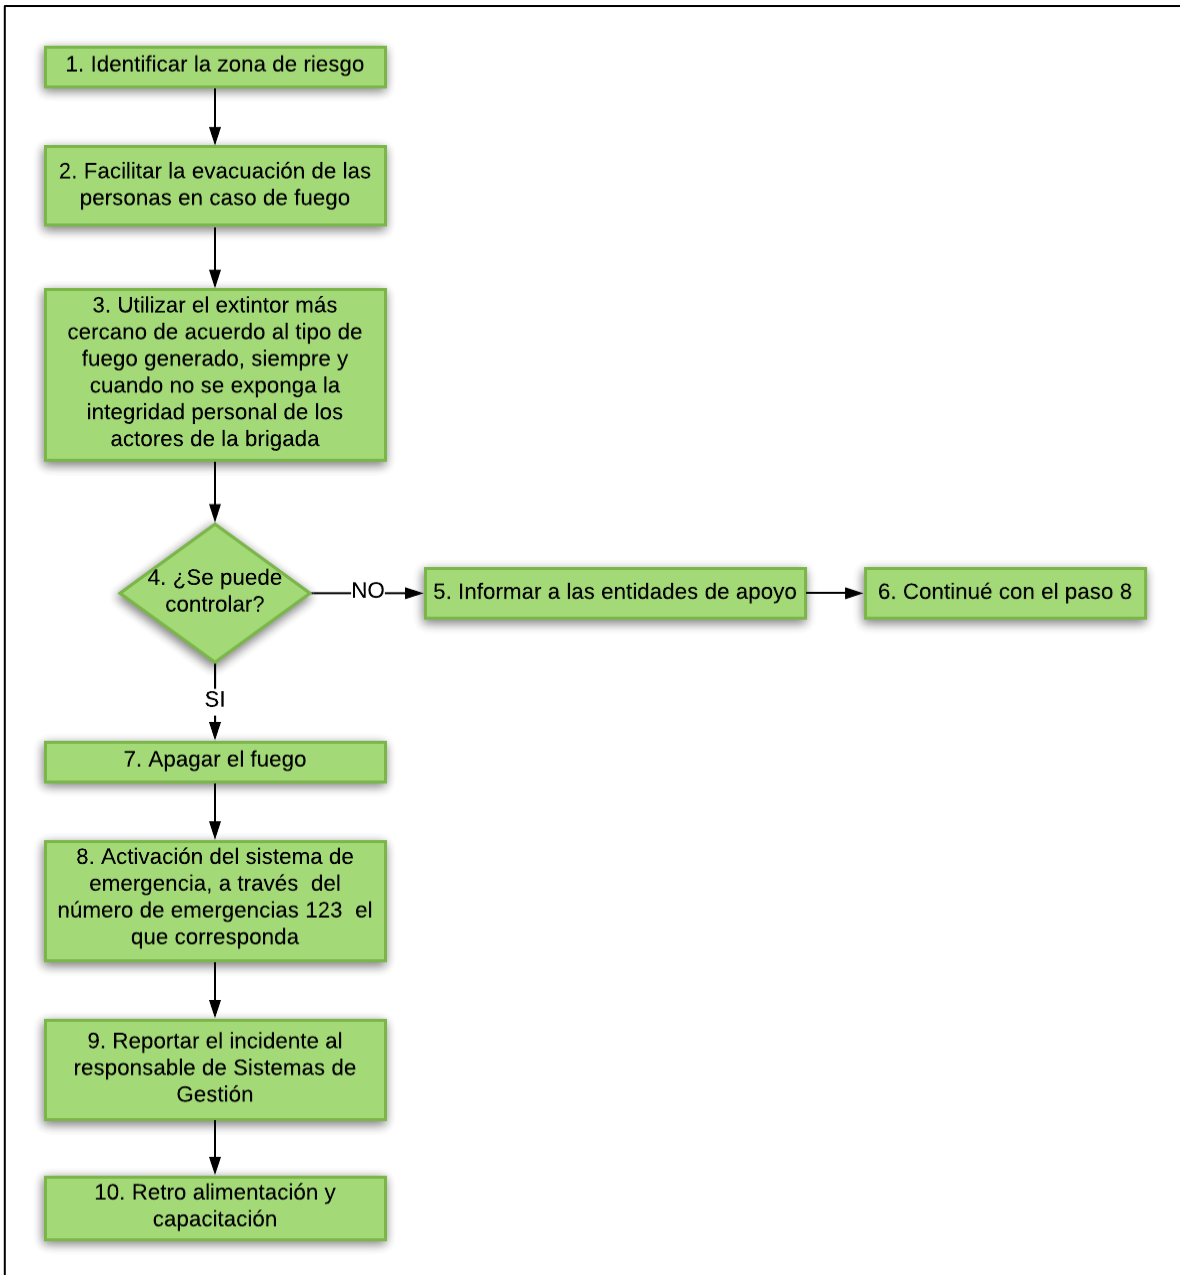 1. Identificar la zona de riesgo
2. Facilitar la evacuación de las
personas en caso de fuego
3. Utilizar el extintor más
cercano de acuerdo al tipo de
fuego generado, siempre y
cuando no se exponga la
integridad personal de los
actores de la brigada
4. ¿Se puede
controlar?
NO
5. Informar a las entidades de apoyo
6. Continué con el paso 8
SI
7. Apagar el fuego
8. Activación del sistema de
emergencia, a través  del
número de emergencias 123  el
que corresponda
9. Reportar el incidente al
responsable de Sistemas de
Gestión
10. Retro alimentación y
capacitación